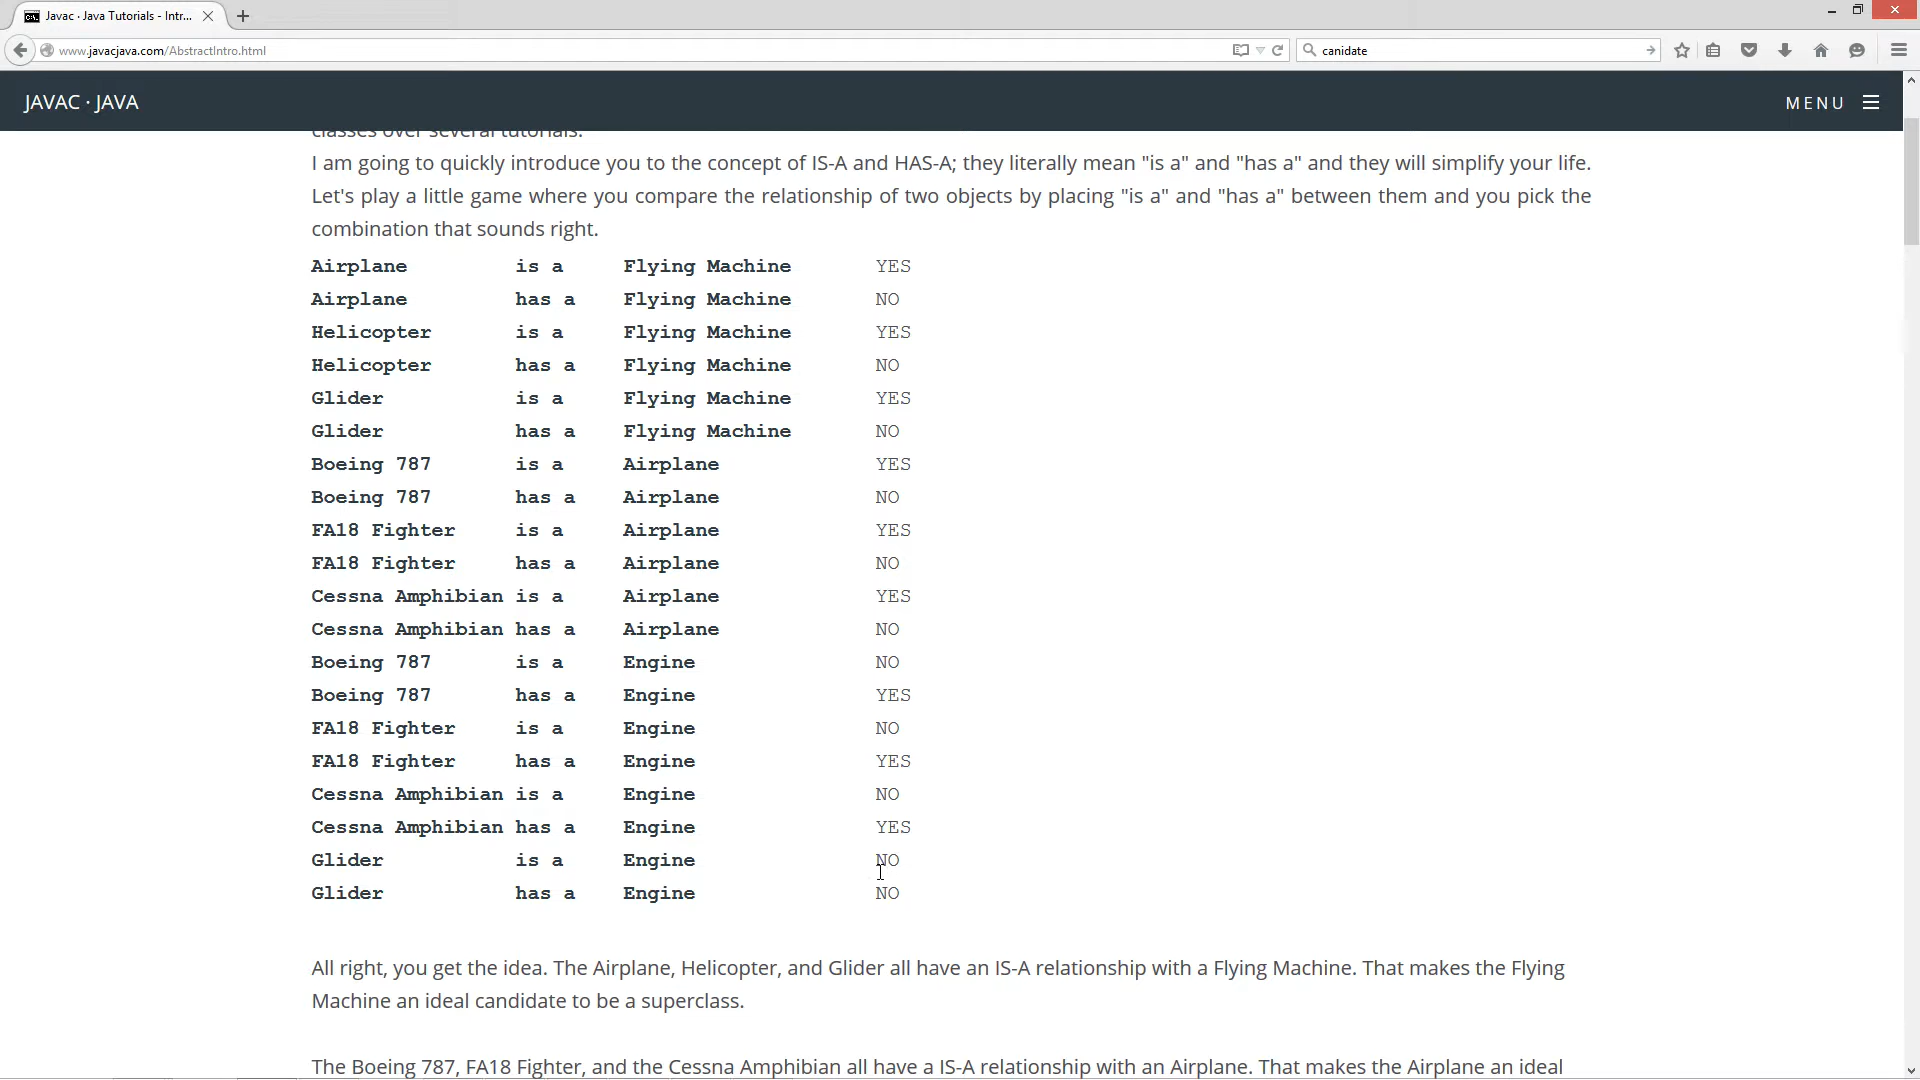 Javac · Java Tutorials - Intr...
www.javacjava.com/AbstractIntro.html
canidate
JAVAC · JAVA
MENU
classes over several tutorials.
I am going to quickly introduce you to the concept of IS-A and HAS-A; they literally mean "is a" and "has a" and they will simplify your life.
Let's play a little game where you compare the relationship of two objects by placing "is a" and "has a" between them and you pick the
combination that sounds right.
Airplane is a Flying Machine YES
Airplane has a Flying Machine NO
Helicopter is a Flying Machine YES
Helicopter has a Flying Machine NO
Glider is a Flying Machine YES
Glider has a Flying Machine NO
Boeing 787 is a Airplane YES
Boeing 787 has a Airplane NO
FA18 Fighter is a Airplane YES
FA18 Fighter has a Airplane NO
Cessna Amphibian is a Airplane YES
Cessna Amphibian has a Airplane NO
Boeing 787 is a Engine NO
Boeing 787 has a Engine YES
FA18 Fighter is a Engine NO
FA18 Fighter has a Engine YES
Cessna Amphibian is a Engine NO
Cessna Amphibian has a Engine YES
Glider is a Engine NO
Glider has a Engine NO
All right, you get the idea. The Airplane, Helicopter, and Glider all have an IS-A relationship with a Flying Machine. That makes the Flying
Machine an ideal candidate to be a superclass.
The Boeing 787, FA18 Fighter, and the Cessna Amphibian all have a IS-A relationship with an Airplane. That makes the Airplane an ideal